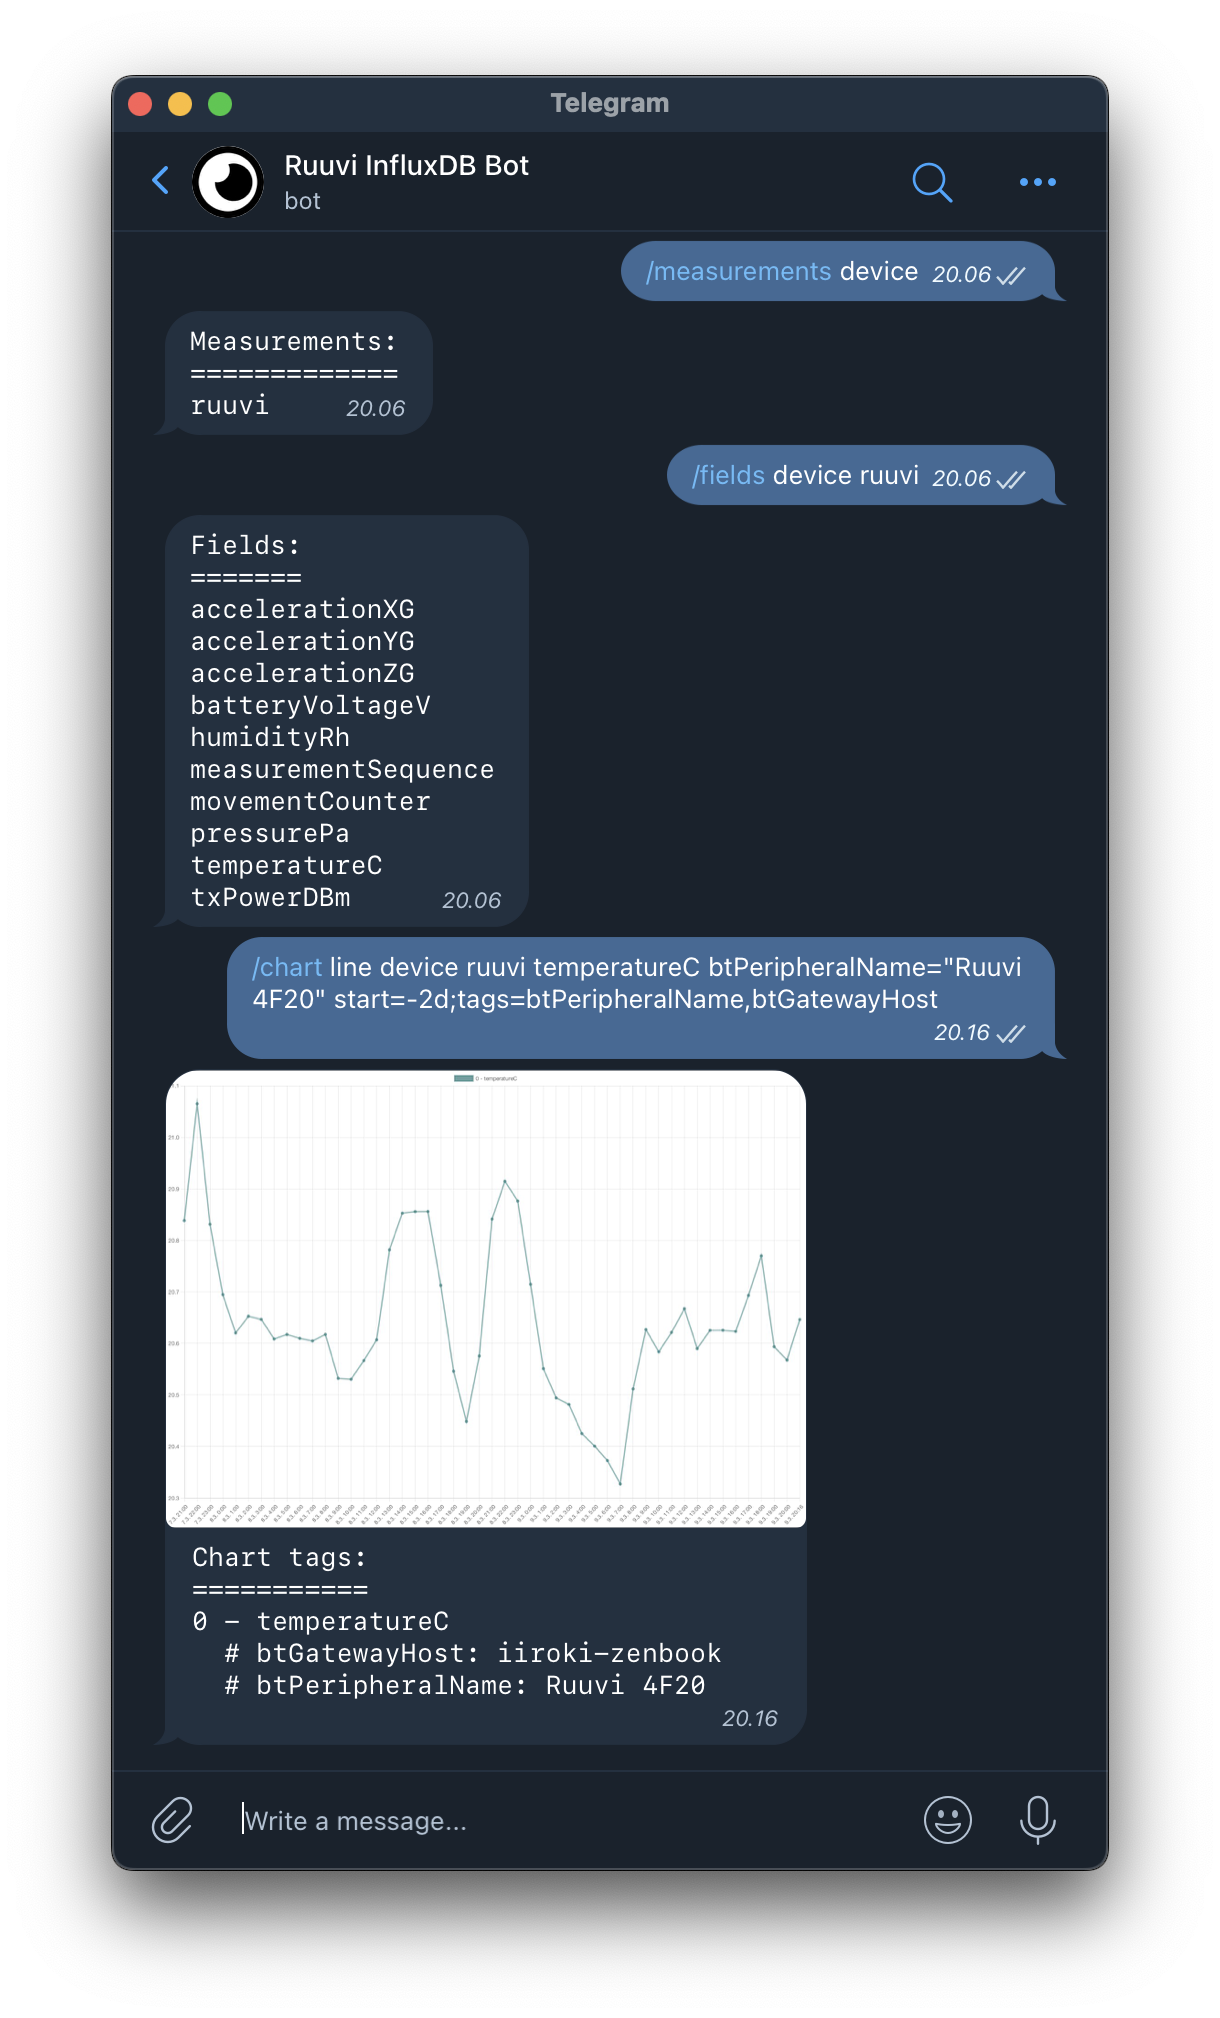 Telegram
Ruuvi InfluxDB Bot
bot
/measurements device 20.06
Measurements:
=============
ruuvi 20.06
/fields device ruuvi 20.06
Fields:
=======
accelerationXG
accelerationYG
accelerationZG
batteryVoltageV
humidityRh
measurementSequence
movementCounter
pressurePa
temperatureC
txPowerDBm 20.06
/chart line device ruuvi temperatureC btPeripheralName="Ruuvi
4F20" start=-2d;tags=btPeripheralName,btGatewayHost
20.16
0 - temperatureC
21.0
20.9
20.8
20.7
20.6
20.5
20.4
20.3
Chart tags:
===========
0 – temperatureC
# btGatewayHost: iiroki–zenbook
# btPeripheralName: Ruuvi 4F20
20.16
Write a message...